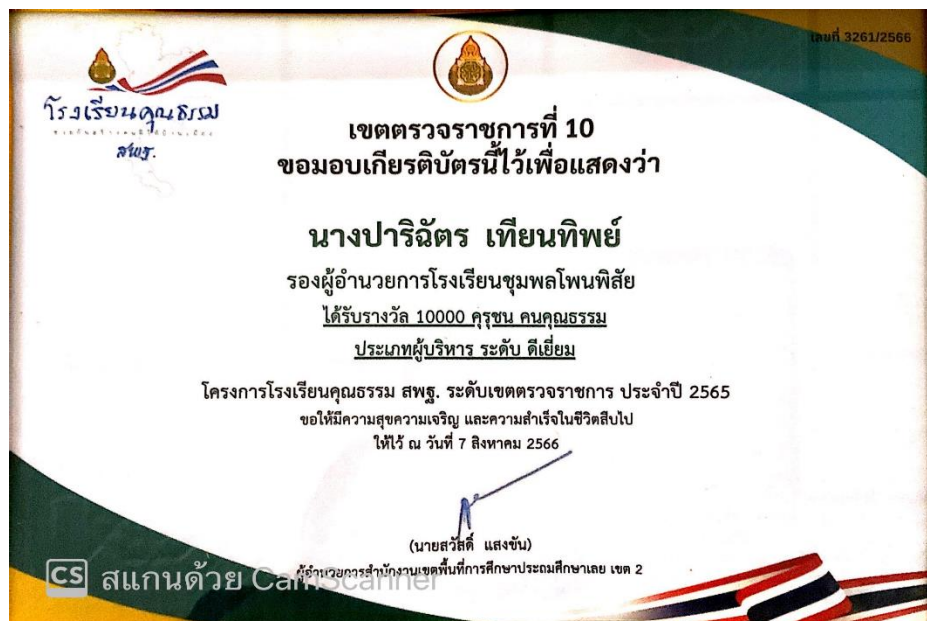 เลขที่ 3261/2566
โรงเรียนคุณธรรม
สพฐ.
เขตตรวจราชการที่ 10
ขอมอบเกียรติบัตรนี้ไว้เพื่อแสดงว่า
นางปาริฉัตร เทียนทิพย์
รองผู้อำนวยการโรงเรียนชุมพลโพนพิสัย
ได้รับรางวัล 10000 คุรุชน คนคุณธรรม
ประเภทผู้บริหาร ระดับ ดีเยี่ยม
โครงการโรงเรียนคุณธรรม สพฐ. ระดับเขตตรวจราชการ ประจำปี 2565
ขอให้มีความสุขความเจริญ และความสำเร็จในชีวิตสืบไป
ให้ไว้ ณ วันที่ 7 สิงหาคม 2566
(นายสวัสดิ์ แสงขัน)
ผู้อำนวยการสำนักงานเขตพื้นที่การศึกษาประถมศึกษาเลย เขต 2
CS สแกนด้วย CamScanner